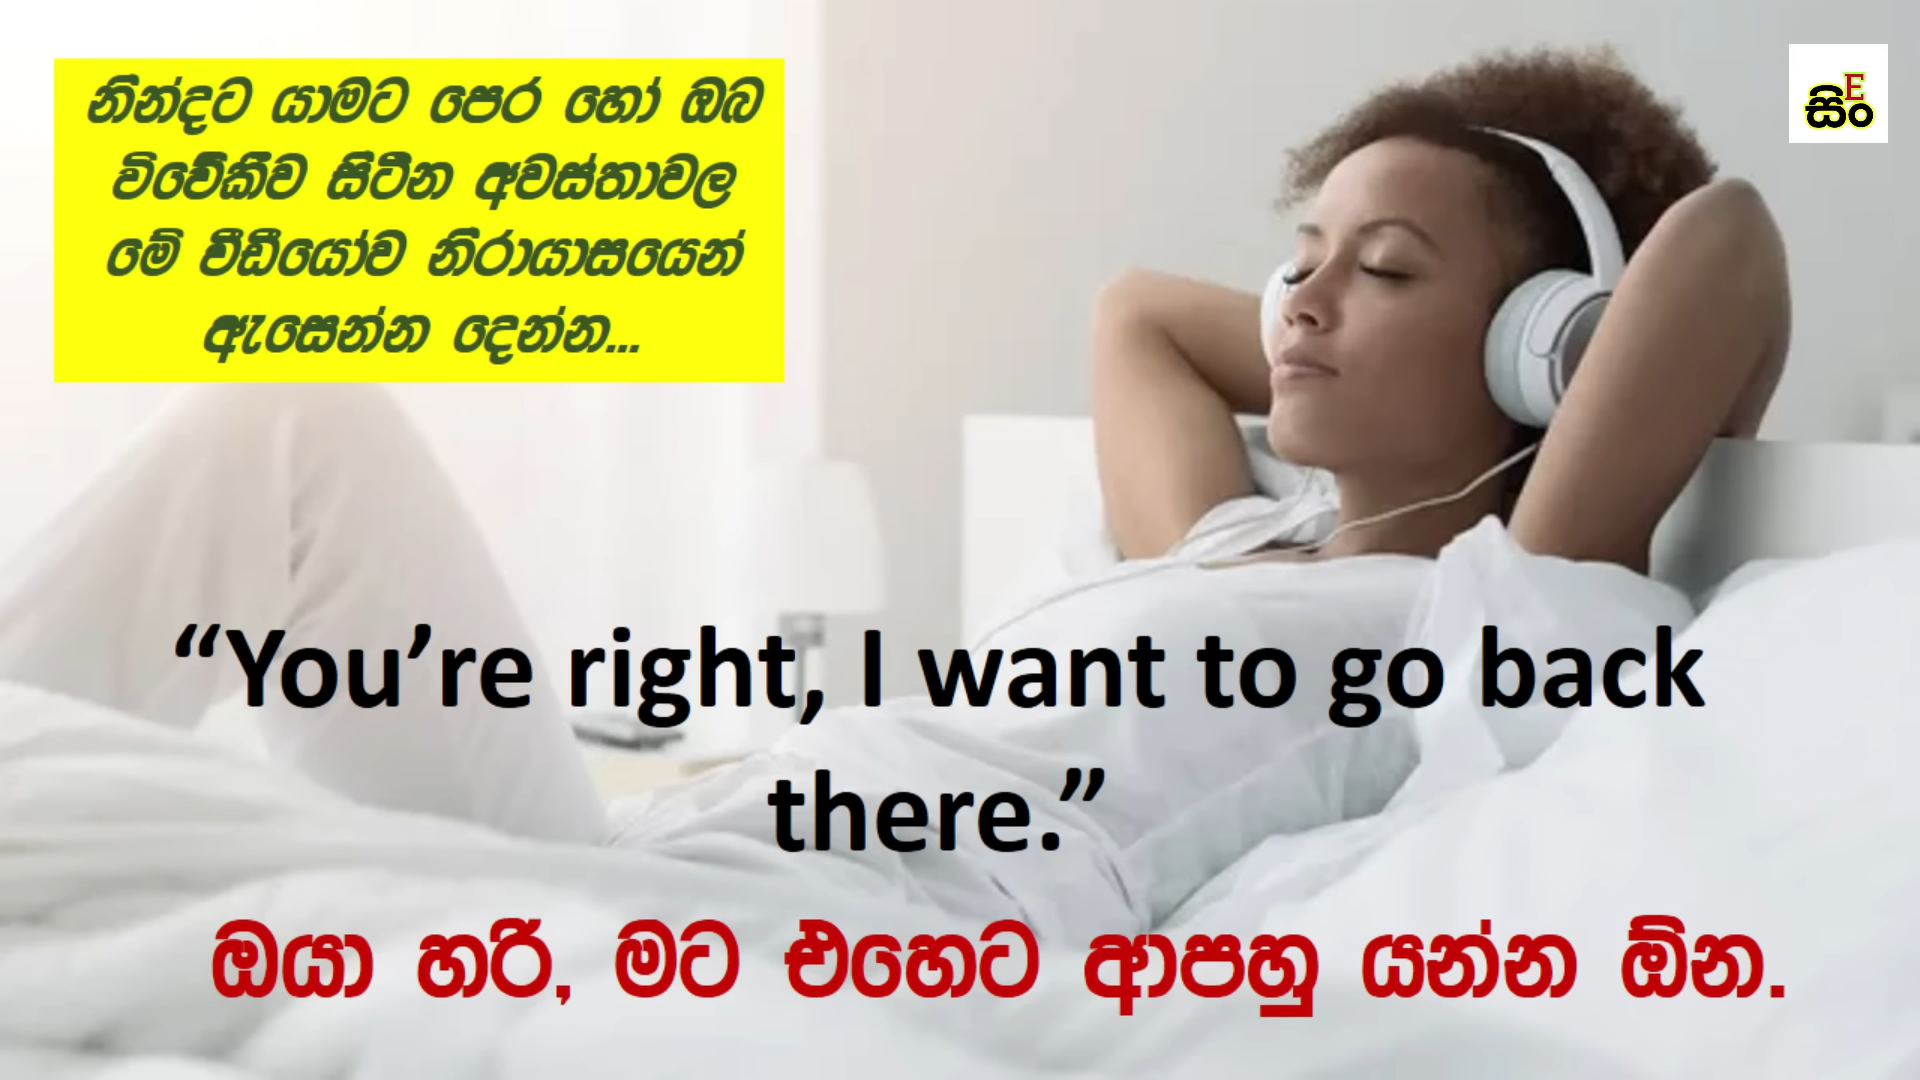 නින්දට යාමට පෙර හෝ ඔබ
විවේකීව සිටින අවස්තාවල
මේ වීඩියෝව නිරායාසයෙන්
ඇසෙන්න දෙන්න...
සිංE
“You’re right, I want to go back
there.”
ඔයා හරි, මට එහෙට ආපහු යන්න ඕන.